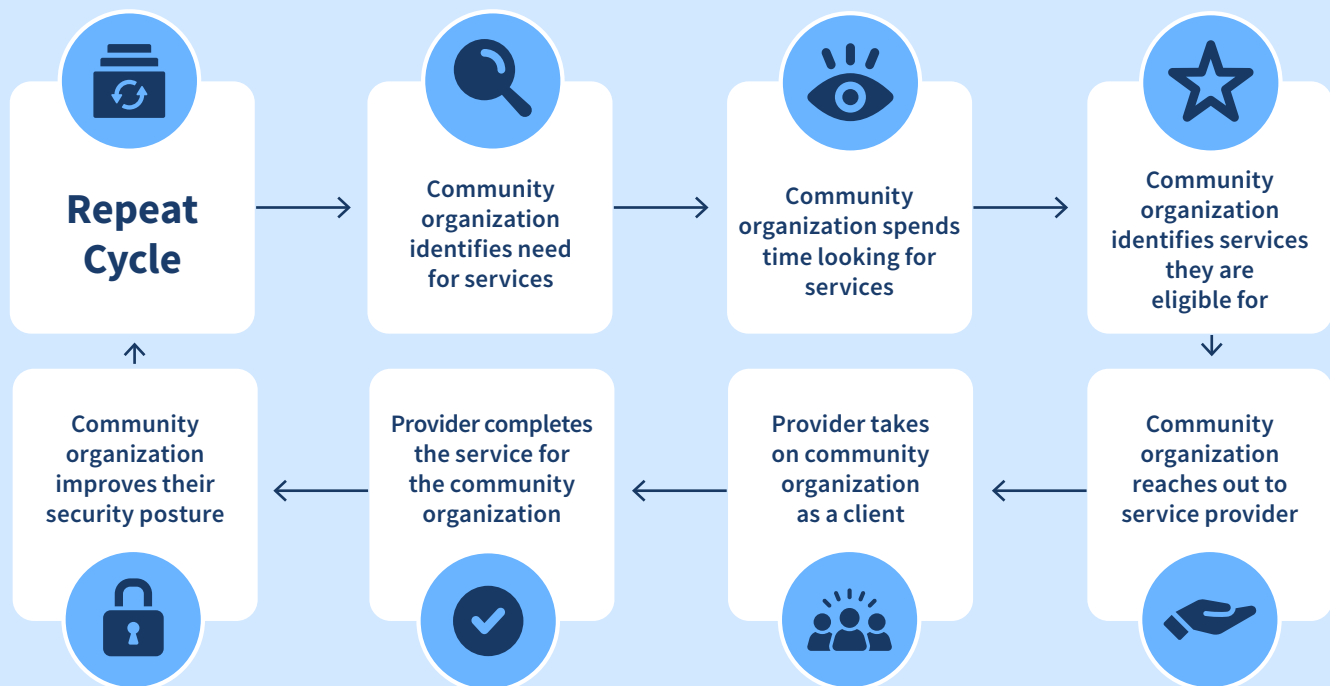 Repeat
Cycle
Community
organization
identifies need
for services
Community
organization spends
time looking for
services
Community
organization
identifies services
they are
eligible for
Community
organization
reaches out to
service provider
Provider takes
on community
organization
as a client
Provider completes
the service for
the community
organization
Community
organization
improves their
security posture